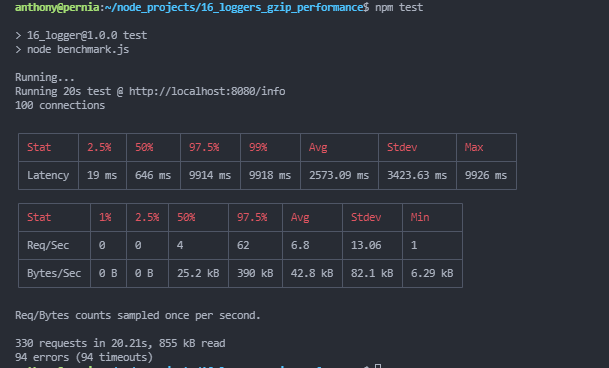 anthony@pernia:~/node_projects/16_loggers_gzip_performance$ npm test
> 16_logger@1.0.0 test
> node benchmark.js
Running...
Running 20s test @ http://localhost:8080/info
100 connections
Stat 2.5% 50% 97.5% 99% Avg Stdev Max
Latency 19 ms 646 ms 9914 ms 9918 ms 2573.09 ms 3423.63 ms 9926 ms
Stat 1% 2.5% 50% 97.5% Avg Stdev Min
Req/Sec 0 0 4 62 6.8 13.06 1
Bytes/Sec 0 B 0 B 25.2 kB 390 kB 42.8 kB 82.1 kB 6.29 kB
Req/Bytes counts sampled once per second.
330 requests in 20.21s, 855 kB read
94 errors (94 timeouts)